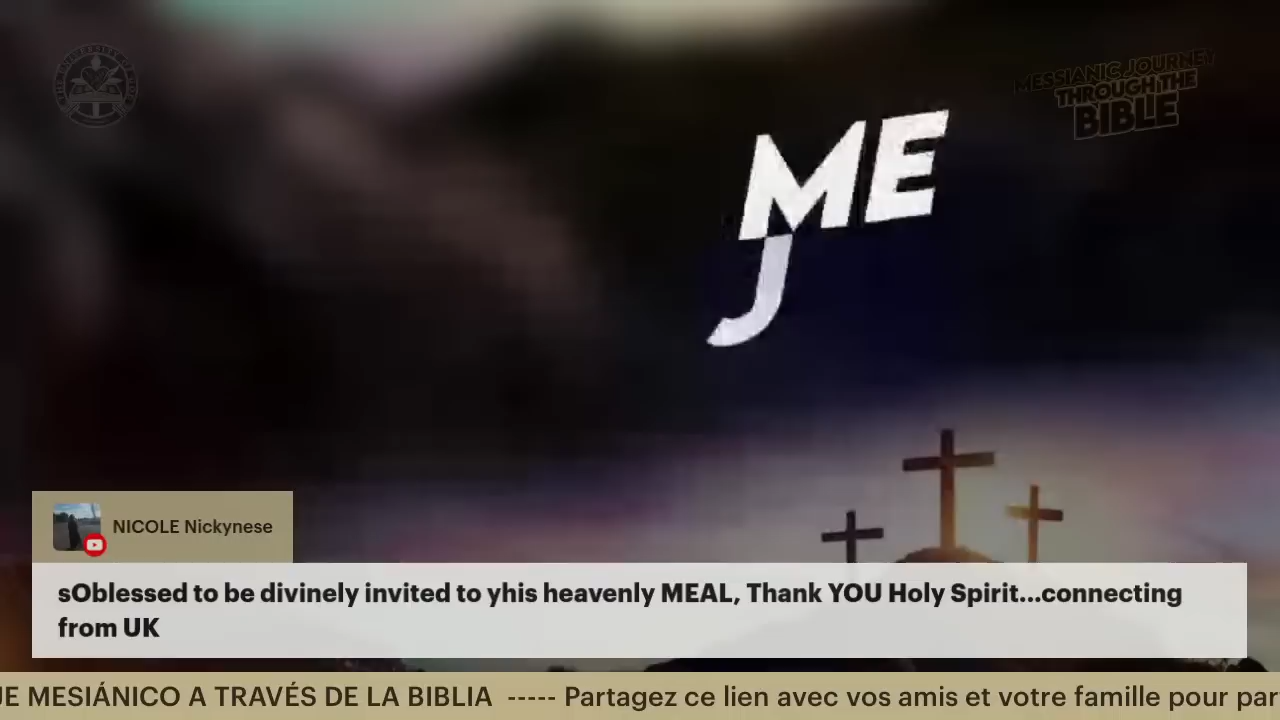 MESSIANIC JOURNEY
THROUGH THE
BIBLE
ME
J
NICOLE Nickynese
sOblessed to be divinely invited to yhis heavenly MEAL, Thank YOU Holy Spirit...connecting
from UK
JE MESIÁNICO A TRAVÉS DE LA BIBLIA ----- Partagez ce lien avec vos amis et votre famille pour par